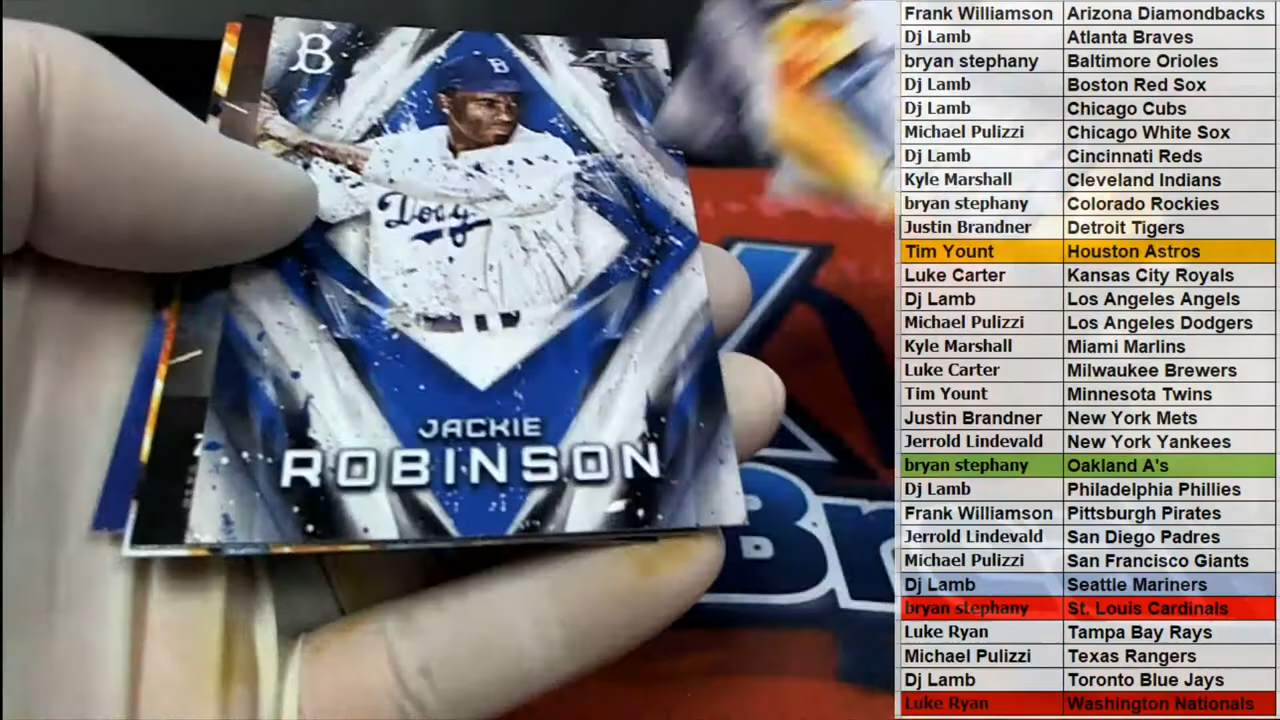 B
FIRE
B
Dodg
JACKIE
ROBINSON
Br
Frank Williamson Arizona Diamondbacks
Dj Lamb Atlanta Braves
bryan stephany Baltimore Orioles
Dj Lamb Boston Red Sox
Dj Lamb Chicago Cubs
Michael Pulizzi Chicago White Sox
Dj Lamb Cincinnati Reds
Kyle Marshall Cleveland Indians
bryan stephany Colorado Rockies
Justin Brandner Detroit Tigers
Tim Yount Houston Astros
Luke Carter Kansas City Royals
Dj Lamb Los Angeles Angels
Michael Pulizzi Los Angeles Dodgers
Kyle Marshall Miami Marlins
Luke Carter Milwaukee Brewers
Tim Yount Minnesota Twins
Justin Brandner New York Mets
Jerrold Lindevald New York Yankees
bryan stephany Oakland A's
Dj Lamb Philadelphia Phillies
Frank Williamson Pittsburgh Pirates
Jerrold Lindevald San Diego Padres
Michael Pulizzi San Francisco Giants
Dj Lamb Seattle Mariners
bryan stephany St. Louis Cardinals
Luke Ryan Tampa Bay Rays
Michael Pulizzi Texas Rangers
Dj Lamb Toronto Blue Jays
Luke Ryan Washington Nationals